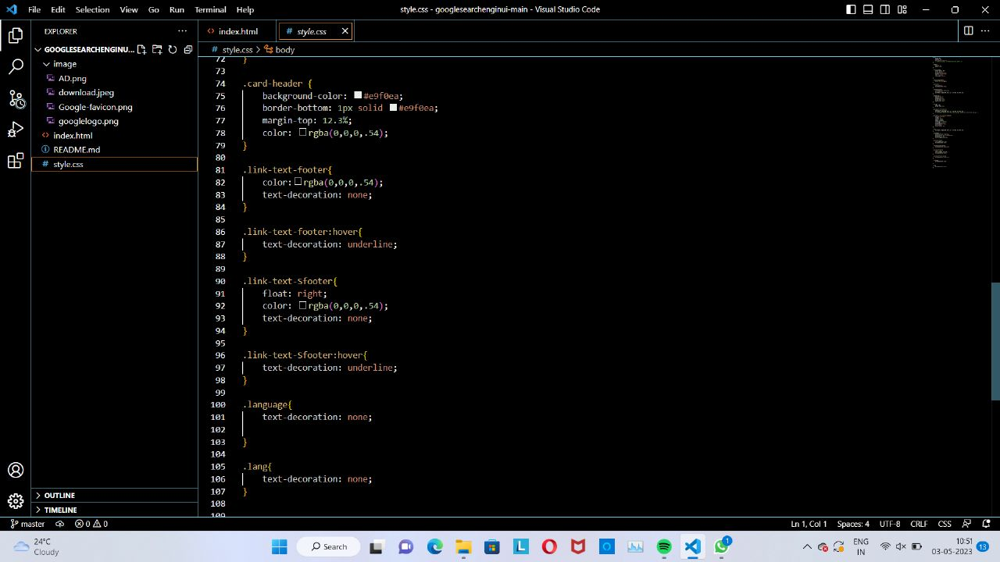 File Edit Selection View Go Run Terminal Help
style.css - googlesearchenginui-main - Visual Studio Code
EXPLORER
index.html
# style.css
GOOGLESEARCHENGINU...
# style.css > body
image
AD.png
download.jpeg
Google-favicon.png
googlelogo.png
<> index.html
README.md
# style.css
72 }
73
74 .card-header {
75 background-color: #e9f0ea;
76 border-bottom: 1px solid #e9f0ea;
77 margin-top: 12.3%;
78 color: rgba(0,0,0,.54);
79 }
80
81 .link-text-footer{
82 color: rgba(0,0,0,.54);
83 text-decoration: none;
84 }
85
86 .link-text-footer:hover{
87 text-decoration: underline;
88 }
89
90 .link-text-Sfooter{
91 float: right;
92 color: rgba(0,0,0,.54);
93 text-decoration: none;
94 }
95
96 .link-text-Sfooter:hover{
97 text-decoration: underline;
98 }
99
100 .language{
101 text-decoration: none;
102
103 }
104
105 .lang{
106 text-decoration: none;
107 }
108
109
OUTLINE
TIMELINE
master
0 0
Ln 1, Col 1 Spaces: 4 UTF-8 CRLF CSS
24°C
Cloudy
Search
L
1
ENG
IN
10:51
03-05-2023
13